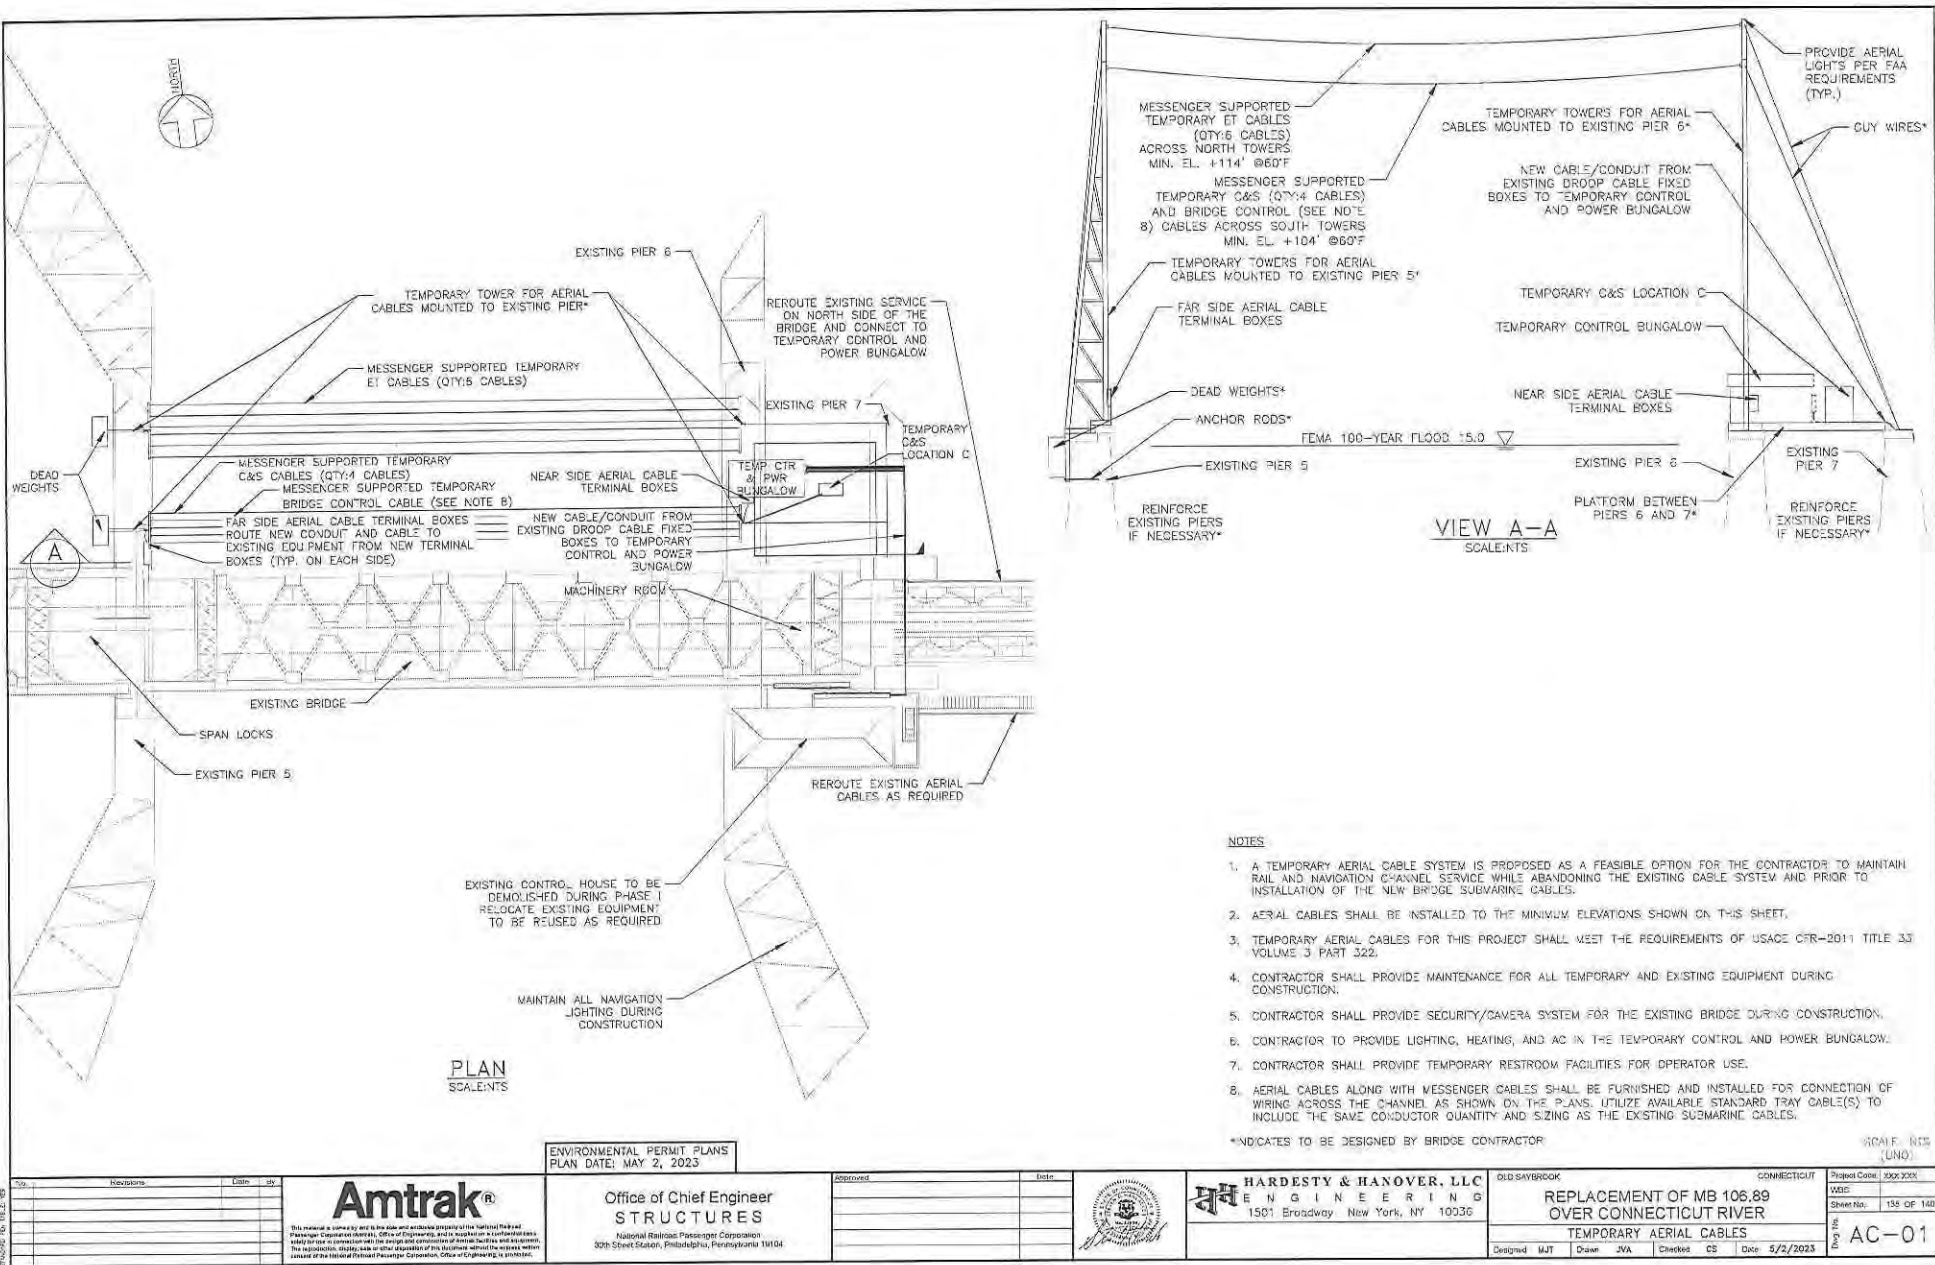 NORTH
EXISTING PIER 6
TEMPORARY TOWER FOR AERIAL
CABLES MOUNTED TO EXISTING PIER*
REROUTE EXISTING SERVICE
ON NORTH SIDE OF THE
BRIDGE AND CONNECT TO
TEMPORARY CONTROL AND
POWER BUNGALOW
MESSENGER SUPPORTED TEMPORARY
ET CABLES (QTY:6 CABLES)
EXISTING PIER 7
TEMPORARY
C&S
LOCATION C
DEAD
WEIGHTS
MESSENGER SUPPORTED TEMPORARY
C&S CABLES (QTY:4 CABLES)
MESSENGER SUPPORTED TEMPORARY
BRIDGE CONTROL CABLE (SEE NOTE 8)
NEAR SIDE AERIAL CABLE
TERMINAL BOXES
TEMP CTR
& PWR
BUNGALOW
FAR SIDE AERIAL CABLE TERMINAL BOXES
ROUTE NEW CONDUIT AND CABLE TO
EXISTING EQUIPMENT FROM NEW TERMINAL
BOXES (TYP. ON EACH SIDE)
NEW CABLE/CONDUIT FROM
EXISTING DROOP CABLE FIXED
BOXES TO TEMPORARY
CONTROL AND POWER
BUNGALOW
A
MACHINERY ROOM
EXISTING BRIDGE
SPAN LOCKS
EXISTING PIER 5
REROUTE EXISTING AERIAL
CABLES AS REQUIRED
EXISTING CONTROL HOUSE TO BE
DEMOLISHED DURING PHASE 1
RELOCATE EXISTING EQUIPMENT
TO BE REUSED AS REQUIRED
MAINTAIN ALL NAVIGATION
LIGHTING DURING
CONSTRUCTION
PLAN
SCALE:NTS
PROVIDE AERIAL
LIGHTS PER FAA
REQUIREMENTS
(TYP.)
MESSENGER SUPPORTED
TEMPORARY ET CABLES
(QTY:6 CABLES)
ACROSS NORTH TOWERS
MIN. EL. +114' @60°F
TEMPORARY TOWERS FOR AERIAL
CABLES MOUNTED TO EXISTING PIER 6*
GUY WIRES*
MESSENGER SUPPORTED
TEMPORARY C&S (QTY:4 CABLES)
AND BRIDGE CONTROL (SEE NOTE
8) CABLES ACROSS SOUTH TOWERS
MIN. EL. +104' @60°F
NEW CABLE/CONDUIT FROM
EXISTING DROOP CABLE FIXED
BOXES TO TEMPORARY CONTROL
AND POWER BUNGALOW
TEMPORARY TOWERS FOR AERIAL
CABLES MOUNTED TO EXISTING PIER 5*
TEMPORARY C&S LOCATION C
FAR SIDE AERIAL CABLE
TERMINAL BOXES
TEMPORARY CONTROL BUNGALOW
DEAD WEIGHTS*
NEAR SIDE AERIAL CABLE
TERMINAL BOXES
ANCHOR RODS*
FEMA 100-YEAR FLOOD 15.0
EXISTING PIER 5
EXISTING PIER 6
EXISTING
PIER 7
PLATFORM BETWEEN
PIERS 6 AND 7*
REINFORCE
EXISTING PIERS
IF NECESSARY*
REINFORCE
EXISTING PIERS
IF NECESSARY*
VIEW A-A
SCALE:NTS
NOTES
1. A TEMPORARY AERIAL CABLE SYSTEM IS PROPOSED AS A FEASIBLE OPTION FOR THE CONTRACTOR TO MAINTAIN
RAIL AND NAVIGATION CHANNEL SERVICE WHILE ABANDONING THE EXISTING CABLE SYSTEM AND PRIOR TO
INSTALLATION OF THE NEW BRIDGE SUBMARINE CABLES.
2. AERIAL CABLES SHALL BE INSTALLED TO THE MINIMUM ELEVATIONS SHOWN ON THIS SHEET.
3. TEMPORARY AERIAL CABLES FOR THIS PROJECT SHALL MEET THE REQUIREMENTS OF USACE CFR-2011 TITLE 33
VOLUME 3 PART 322.
4. CONTRACTOR SHALL PROVIDE MAINTENANCE FOR ALL TEMPORARY AND EXISTING EQUIPMENT DURING
CONSTRUCTION.
5. CONTRACTOR SHALL PROVIDE SECURITY/CAMERA SYSTEM FOR THE EXISTING BRIDGE DURING CONSTRUCTION.
6. CONTRACTOR TO PROVIDE LIGHTING, HEATING, AND AC IN THE TEMPORARY CONTROL AND POWER BUNGALOW.
7. CONTRACTOR SHALL PROVIDE TEMPORARY RESTROOM FACILITIES FOR OPERATOR USE.
8. AERIAL CABLES ALONG WITH MESSENGER CABLES SHALL BE FURNISHED AND INSTALLED FOR CONNECTION OF
WIRING ACROSS THE CHANNEL AS SHOWN ON THE PLANS. UTILIZE AVAILABLE STANDARD TRAY CABLE(S) TO
INCLUDE THE SAME CONDUCTOR QUANTITY AND SIZING AS THE EXISTING SUBMARINE CABLES.
*INDICATES TO BE DESIGNED BY BRIDGE CONTRACTOR
SCALE: NTS
(UNO)
ENVIRONMENTAL PERMIT PLANS
PLAN DATE: MAY 2, 2023
No. Revisions Date By
Amtrak®
This material is owned by and is the sole and exclusive property of the National Railroad
Office of Chief Engineer
STRUCTURES
National Railroad Passenger Corporation
30th Street Station, Philadelphia, Pennsylvania 19104
Approved Date
HARDESTY & HANOVER, LLC
ENGINEERING
1501 Broadway New York, NY 10036
OLD SAYBROOK CONNECTICUT
REPLACEMENT OF MB 106.89
OVER CONNECTICUT RIVER
TEMPORARY AERIAL CABLES
Designed MJT Drawn JVA Checked CS Date 5/2/2023
Project Code: XXX.XXX
WBS:
Sheet No.: 135 OF 140
Dwg No. AC-01